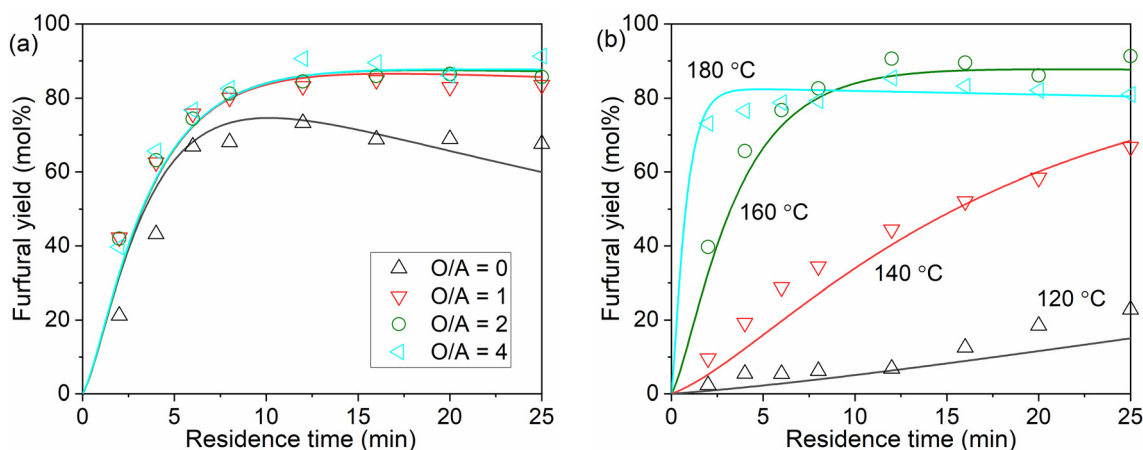 (a)
Furfural yield (mol%)
100
80
60
40
20
0
O/A = 0
O/A = 1
O/A = 2
O/A = 4
0 5 10 15 20 25
Residence time (min)
(b)
Furfural yield (mol%)
100
80
60
40
20
0
180 °C
160 °C
140 °C
120 °C
0 5 10 15 20 25
Residence time (min)